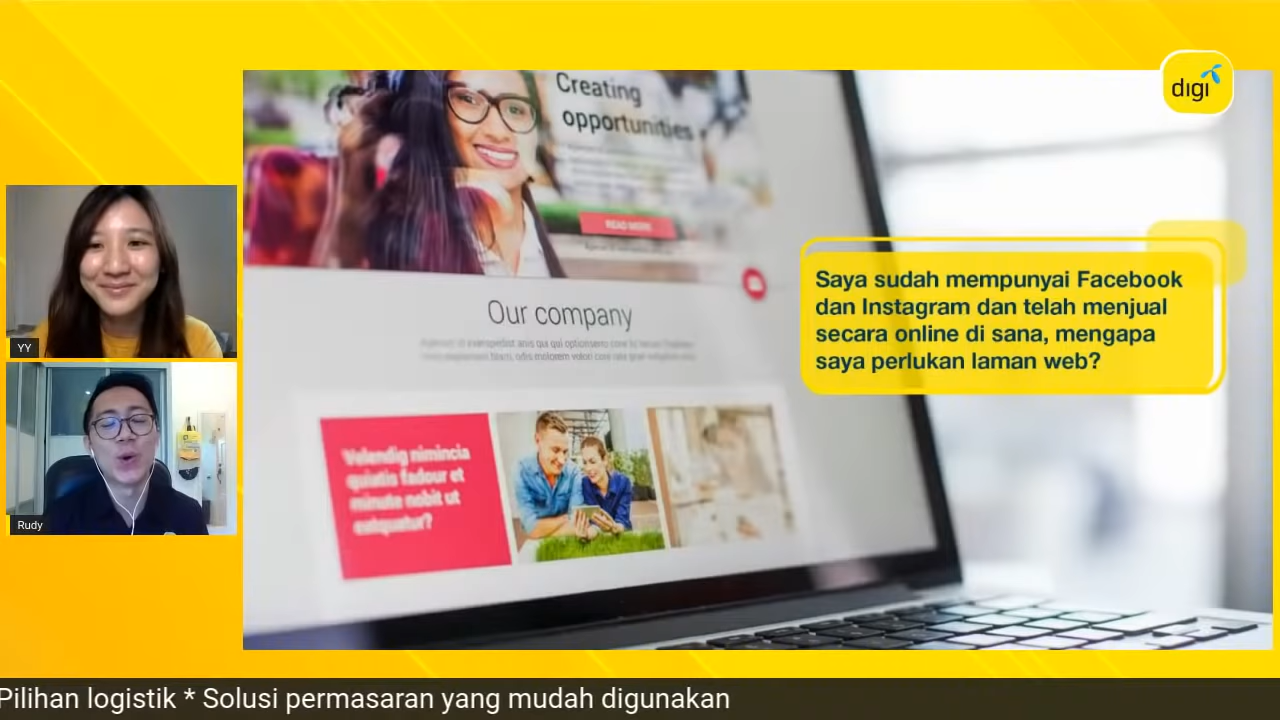 digi
Creating
opportunities
READ MORE
Our company
Velendig nimincia
quiatis fadour et
minute nobit ut
eatquatur?
Saya sudah mempunyai Facebook
dan Instagram dan telah menjual
secara online di sana, mengapa
saya perlukan laman web?
YY
Rudy
Pilihan logistik * Solusi permasaran yang mudah digunakan